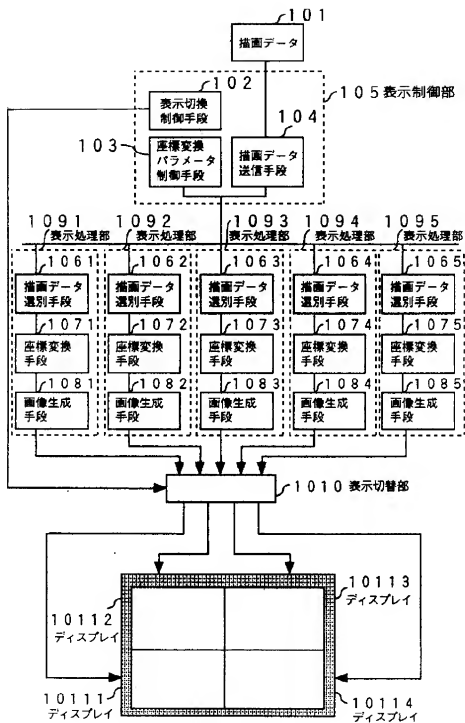 101
描画データ
102
表示切換
制御手段
103
座標変換
パラメータ
制御手段
104
描画データ
送信手段
105 表示制御部
1091
表示処理部
1092
表示処理部
1093
表示処理部
1094
表示処理部
1095
表示処理部
1061
描画データ
選別手段
1062
描画データ
選別手段
1063
描画データ
選別手段
1064
描画データ
選別手段
1065
描画データ
選別手段
1071
座標変換
手段
1072
座標変換
手段
1073
座標変換
手段
1074
座標変換
手段
1075
座標変換
手段
1081
画像生成
手段
1082
画像生成
手段
1083
画像生成
手段
1084
画像生成
手段
1085
画像生成
手段
1010 表示切替部
10112
ディスプレイ
10113
ディスプレイ
10111
ディスプレイ
10114
ディスプレイ